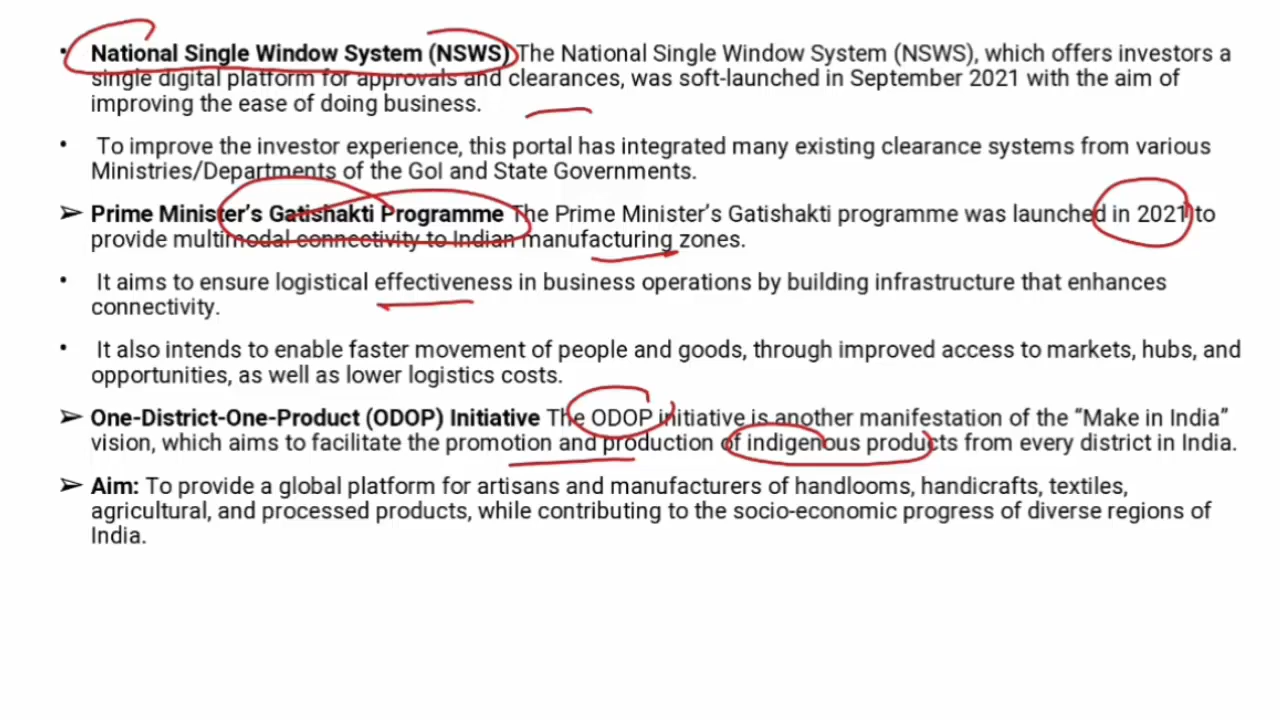 • National Single Window System (NSWS) The National Single Window System (NSWS), which offers investors a
single digital platform for approvals and clearances, was soft-launched in September 2021 with the aim of
improving the ease of doing business.
• To improve the investor experience, this portal has integrated many existing clearance systems from various
Ministries/Departments of the GoI and State Governments.
➢ Prime Minister's Gatishakti Programme The Prime Minister's Gatishakti programme was launched in 2021 to
provide multimodal connectivity to Indian manufacturing zones.
• It aims to ensure logistical effectiveness in business operations by building infrastructure that enhances
connectivity.
• It also intends to enable faster movement of people and goods, through improved access to markets, hubs, and
opportunities, as well as lower logistics costs.
➢ One-District-One-Product (ODOP) Initiative The ODOP initiative is another manifestation of the “Make in India”
vision, which aims to facilitate the promotion and production of indigenous products from every district in India.
➢ Aim: To provide a global platform for artisans and manufacturers of handlooms, handicrafts, textiles,
agricultural, and processed products, while contributing to the socio-economic progress of diverse regions of
India.